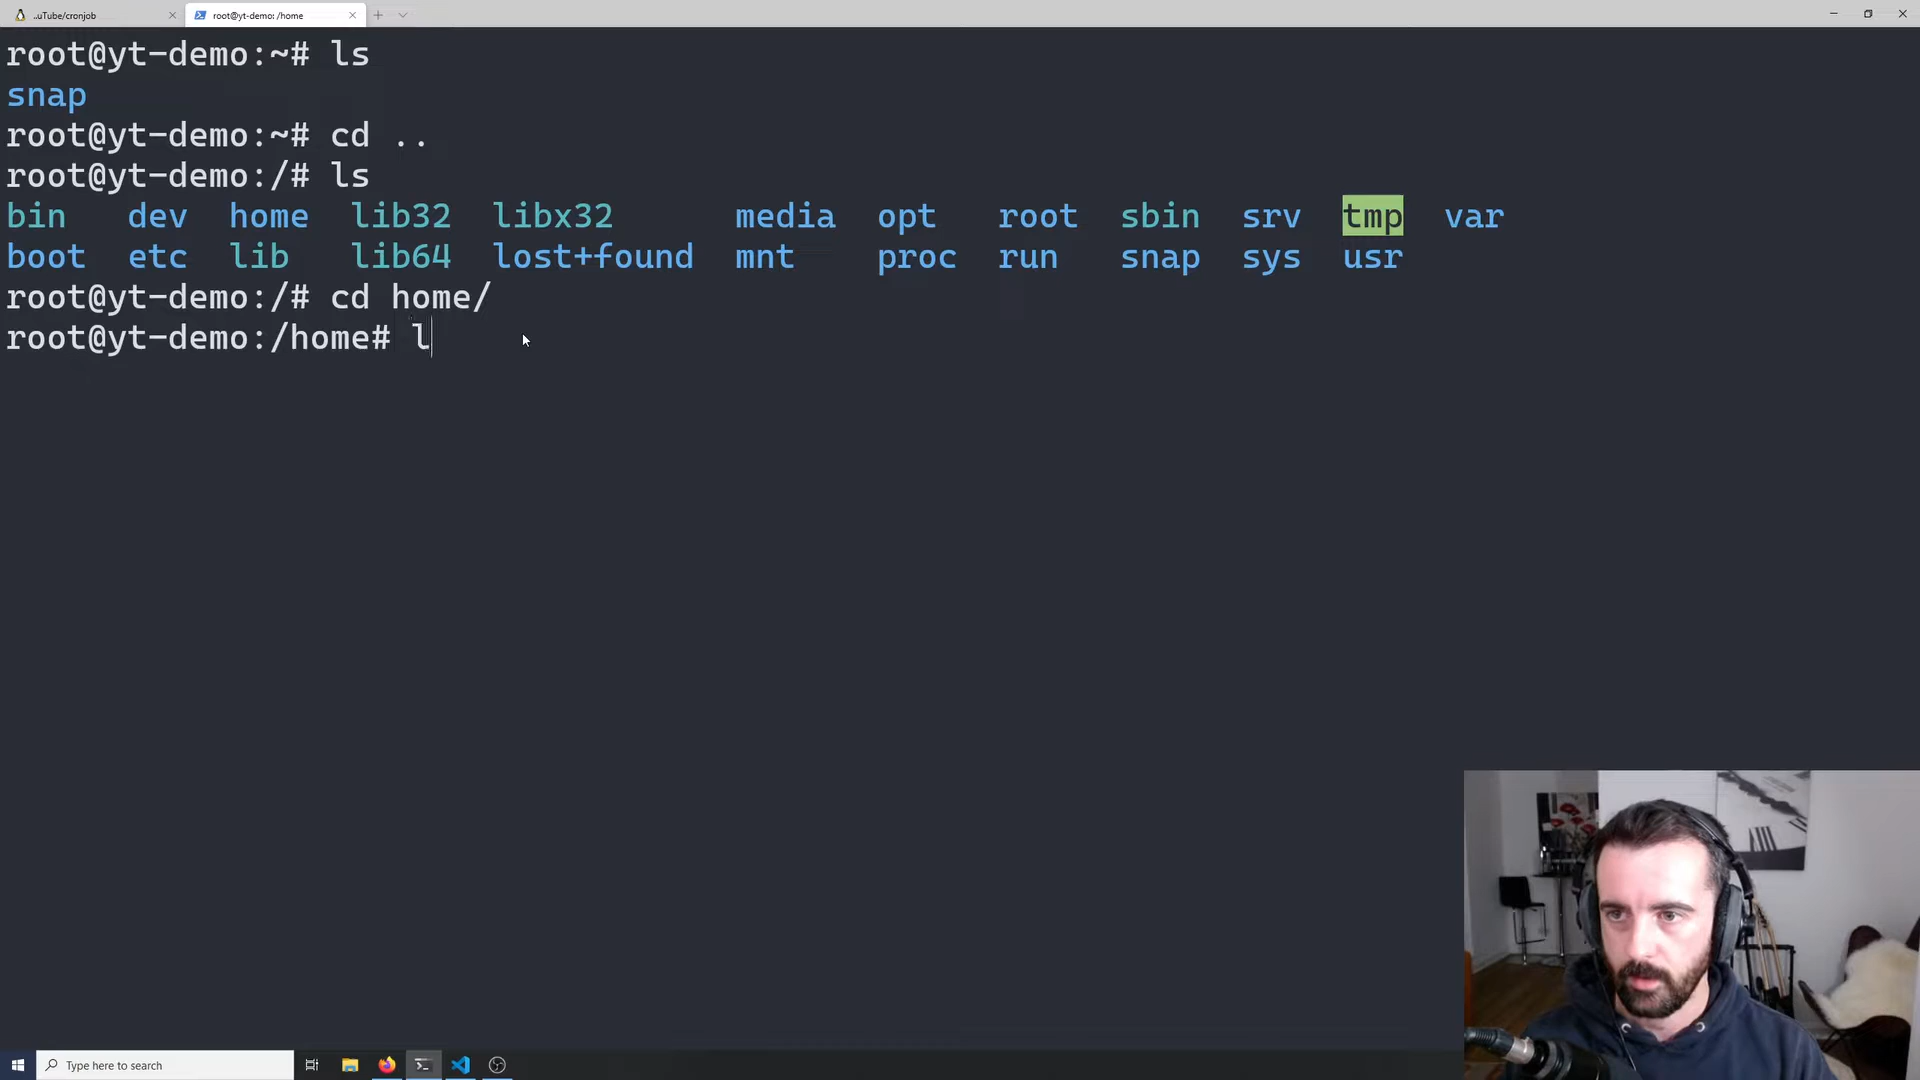 ..uTube/cronjob
root@yt-demo: /home
root@yt-demo:~# ls
snap
root@yt-demo:~# cd ..
root@yt-demo:/# ls
bin dev home lib32 libx32 media opt root sbin srv tmp var
boot etc lib lib64 lost+found mnt proc run snap sys usr
root@yt-demo:/# cd home/
root@yt-demo:/home# l
Type here to search